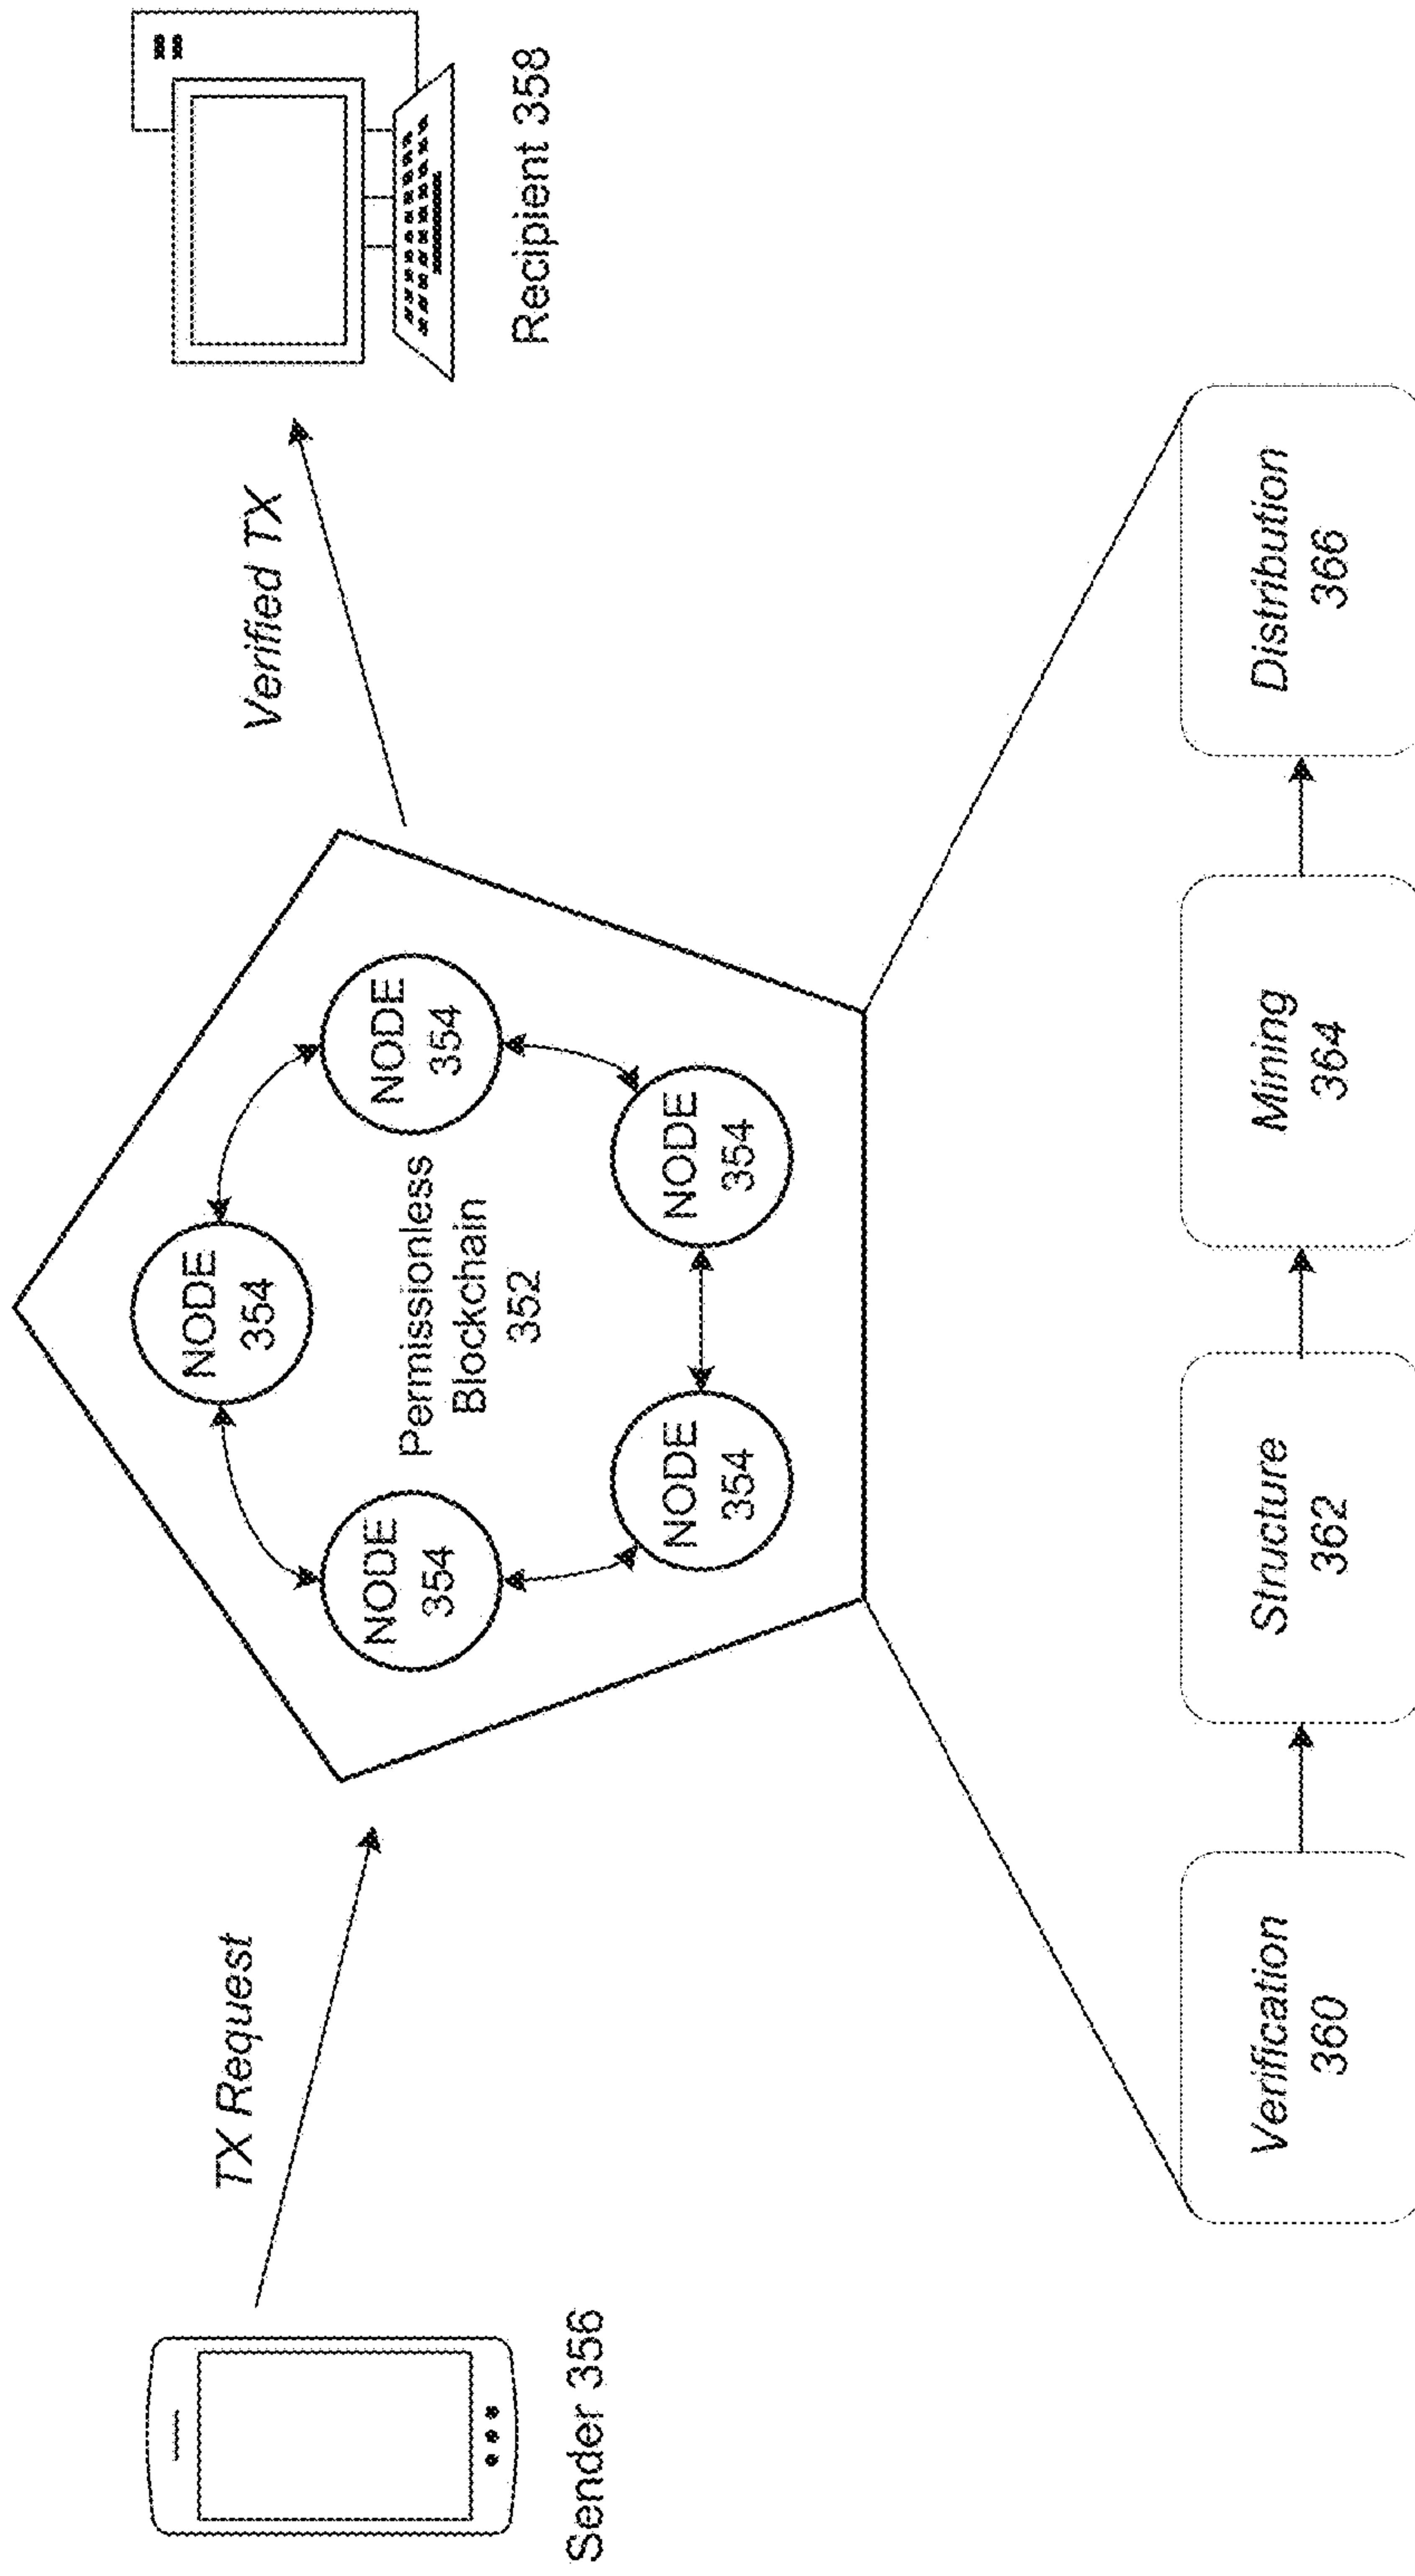 TX Request
Verified TX
Sender 356
Recipient 358
NODE
354
NODE
354
NODE
354
Permissionless
Blockchain
352
NODE
354
NODE
354
Verification
360
Structure
362
Mining
364
Distribution
366